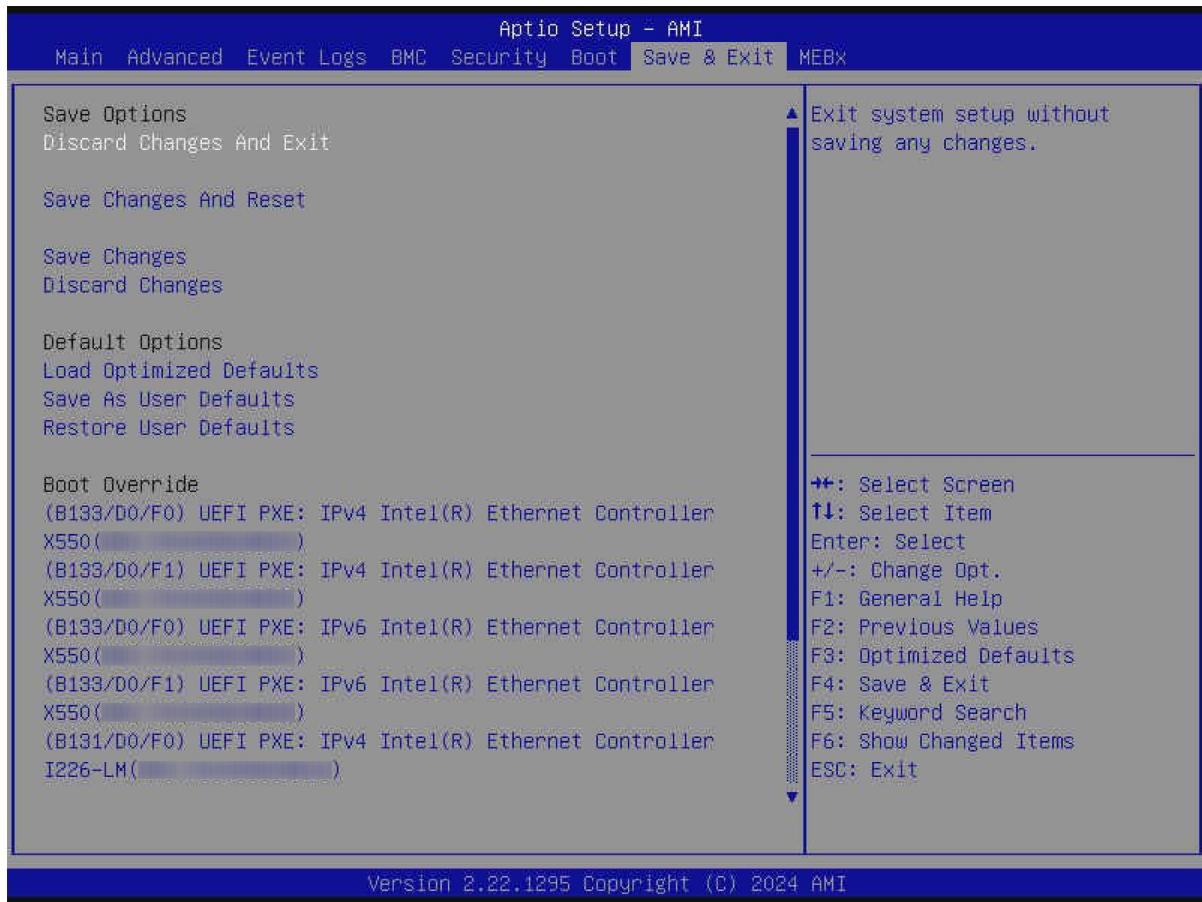 Aptio Setup - AMI
Main Advanced Event Logs BMC Security Boot Save & Exit MEBx
Save Options
Discard Changes And Exit
Save Changes And Reset
Save Changes
Discard Changes
Default Options
Load Optimized Defaults
Save As User Defaults
Restore User Defaults
Boot Override
(B133/D0/F0) UEFI PXE: IPv4 Intel(R) Ethernet Controller
X550( )
(B133/D0/F1) UEFI PXE: IPv4 Intel(R) Ethernet Controller
X550( )
(B133/D0/F0) UEFI PXE: IPv6 Intel(R) Ethernet Controller
X550( )
(B133/D0/F1) UEFI PXE: IPv6 Intel(R) Ethernet Controller
X550( )
(B131/D0/F0) UEFI PXE: IPv4 Intel(R) Ethernet Controller
I226-LM( )
Exit system setup without
saving any changes.
→←: Select Screen
↑↓: Select Item
Enter: Select
+/-: Change Opt.
F1: General Help
F2: Previous Values
F3: Optimized Defaults
F4: Save & Exit
F5: Keyword Search
F6: Show Changed Items
ESC: Exit
Version 2.22.1295 Copyright (C) 2024 AMI